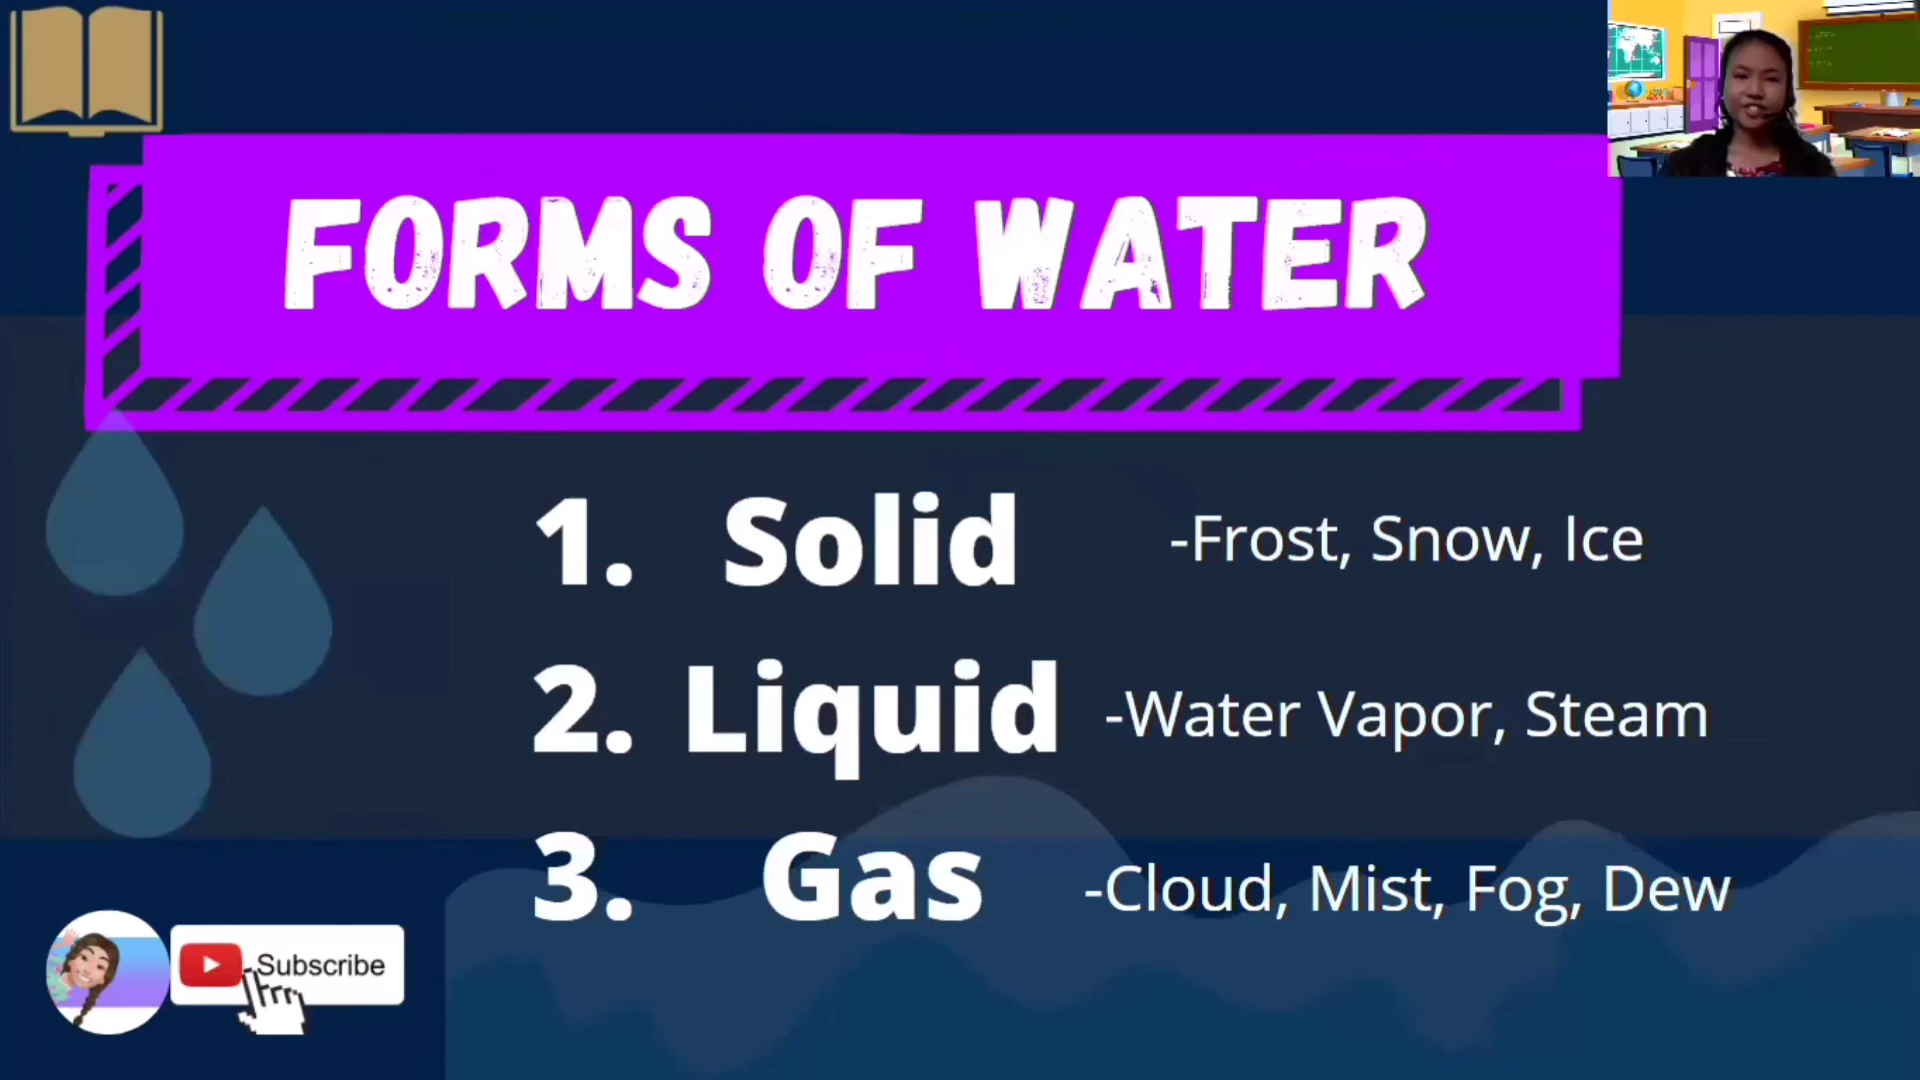 FORMS OF WATER
1. Solid -Frost, Snow, Ice
2. Liquid -Water Vapor, Steam
3. Gas -Cloud, Mist, Fog, Dew
Subscribe